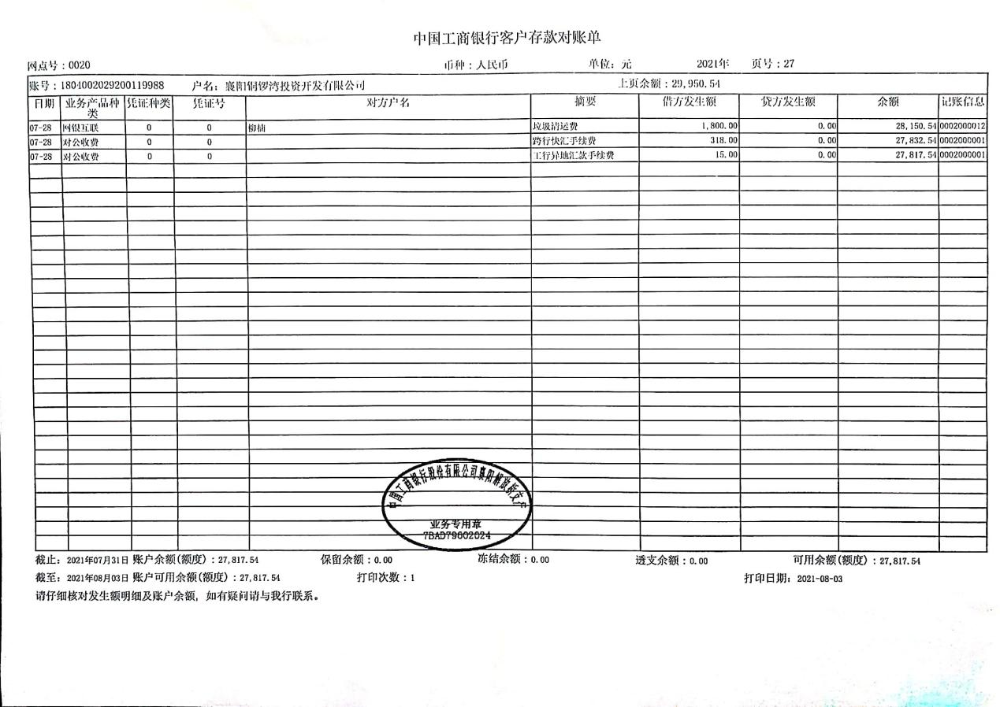 中国工商银行客户存款对账单
网点号：0020 币种：人民币 单位：元 2021年 页号：27
账号：1804002029200119988 户名：襄阳铜锣湾投资开发有限公司 上页余额：29,950.54
日期 业务产品种类 凭证种类 凭证号 对方户名 摘要 借方发生额 贷方发生额 余额 记账信息
07-28 网银互联 0 0 柳楠 垃圾清运费 1,800.00 0.00 28,150.54 0002000012
07-28 对公收费 0 0 跨行快汇手续费 318.00 0.00 27,832.54 0002000001
07-28 对公收费 0 0 工行异地汇款手续费 15.00 0.00 27,817.54 0002000001
中国工商银行股份有限公司襄阳解放桥支行
业务专用章
7BAD79602024
截止：2021年07月31日 账户余额(额度)：27,817.54 保留余额：0.00 冻结余额：0.00 透支余额：0.00 可用余额(额度)：27,817.54
截至：2021年08月03日 账户可用余额(额度)：27,817.54 打印次数：1 打印日期：2021-08-03
请仔细核对发生额明细及账户余额，如有疑问请与我行联系。